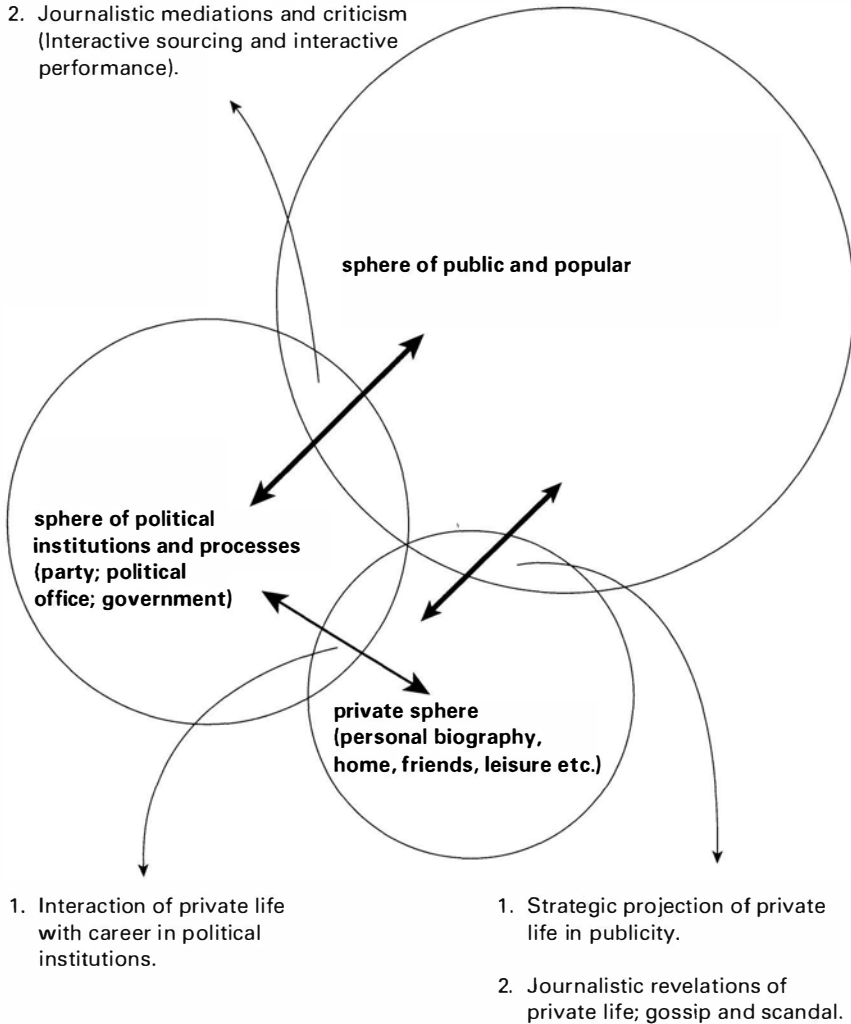 2. Journalistic mediations and criticism
(Interactive sourcing and interactive
performance).
sphere of public and popular
sphere of political
institutions and processes
(party; political
office; government)
private sphere
(personal biography,
home, friends, leisure etc.)
1. Interaction of private life
with career in political
institutions.
1. Strategic projection of private
life in publicity.
2. Journalistic revelations of
private life; gossip and scandal.